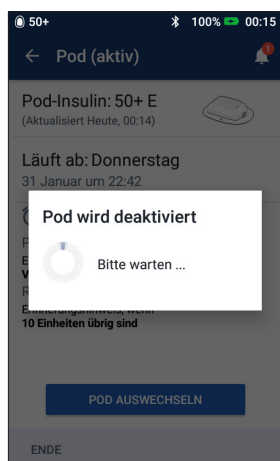 50+ 100% 00:15
Pod (aktiv)
Pod-Insulin: 50+ E
(Aktualisiert Heute, 00:14)
Läuft ab: Donnerstag
31 Januar um 22:42
Pod wird deaktiviert
Bitte warten ...
Erinnerungshinweis, wenn
10 Einheiten übrig sind
POD AUSWECHSELN
ENDE